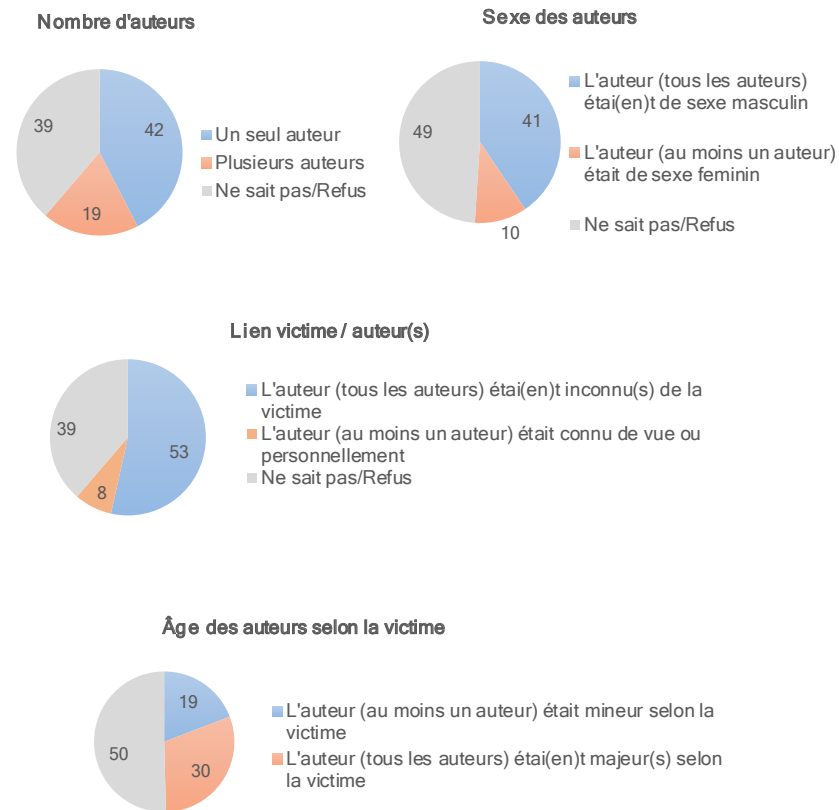 Nombre d'auteurs
39
42
19
Un seul auteur
Plusieurs auteurs
Ne sait pas/Refus
Sexe des auteurs
49
41
10
L'auteur (tous les auteurs)
étai(en)t de sexe masculin
L'auteur (au moins un auteur)
était de sexe feminin
Ne sait pas/Refus
Lien victime / auteur(s)
39
53
8
L'auteur (tous les auteurs) étai(en)t inconnu(s) de la
victime
L'auteur (au moins un auteur) était connu de vue ou
personnellement
Ne sait pas/Refus
Âge des auteurs selon la victime
19
50
30
L'auteur (au moins un auteur) était mineur selon la
victime
L'auteur (tous les auteurs) étai(en)t majeur(s) selon
la victime